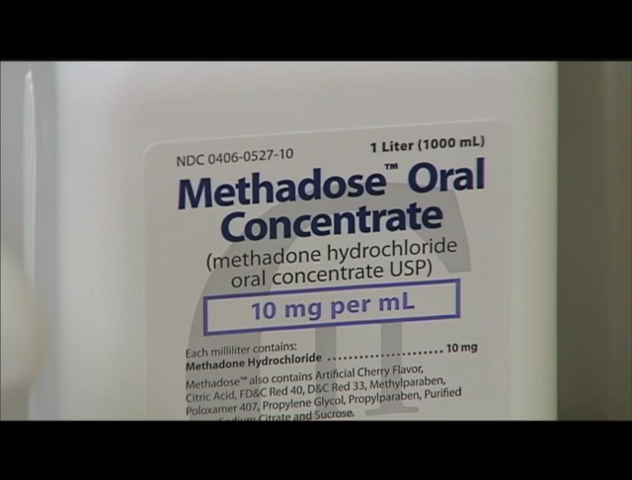 NDC 0406-0527-10
1 Liter (1000 mL)
Methadose™ Oral
Concentrate
(methadone hydrochloride
oral concentrate USP)
10 mg per mL
Each milliliter contains:
Methadone Hydrochloride ...................... 10 mg
Methadose™ also contains Artificial Cherry Flavor,
Citric Acid, FD&C Red 40, D&C Red 33, Methylparaben,
Poloxamer 407, Propylene Glycol, Propylparaben, Purified
Sodium Citrate and Sucrose.